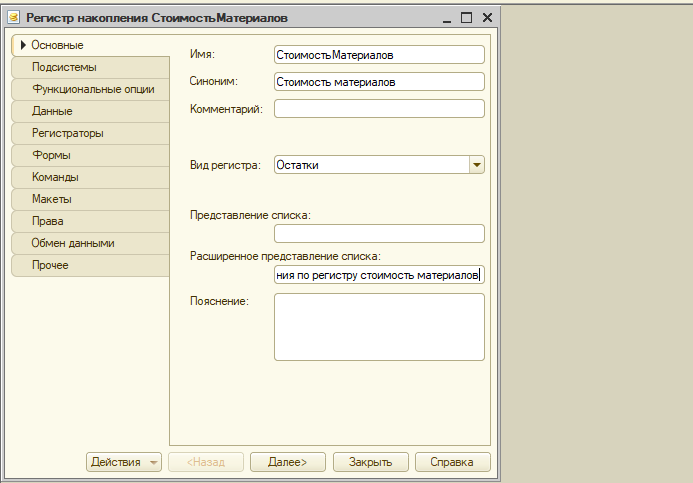 Регистр накопления СтоимостьМатериалов
Основные
Подсистемы
Функциональные опции
Данные
Регистраторы
Формы
Команды
Макеты
Права
Обмен данными
Прочее
Имя: СтоимостьМатериалов
Синоним: Стоимость материалов
Комментарий:
Вид регистра: Остатки
Представление списка:
Расширенное представление списка:
ния по регистру стоимость материалов
Пояснение:
Действия <Назад Далее> Закрыть Справка